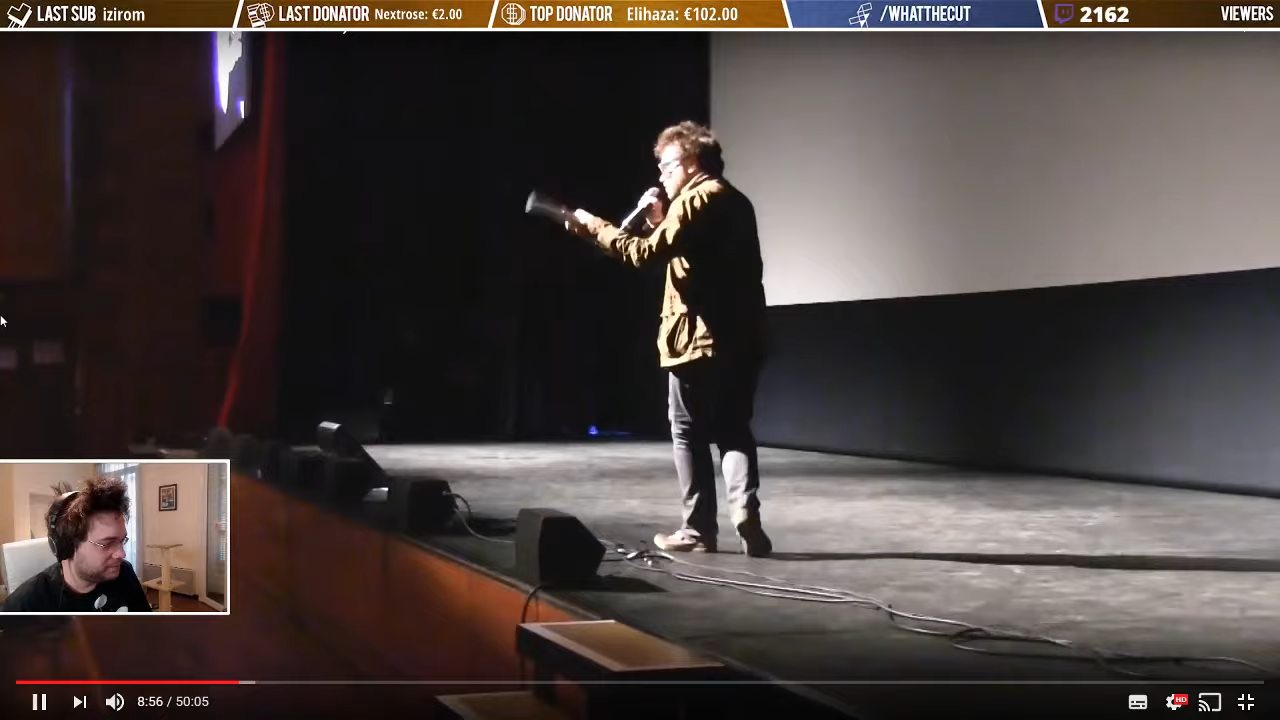 LAST SUB izirom
LAST DONATOR Nextrose: €2.00
TOP DONATOR Elihaza: €102.00
/WHATTHECUT
2162 VIEWERS
8:56 / 50:05
HD